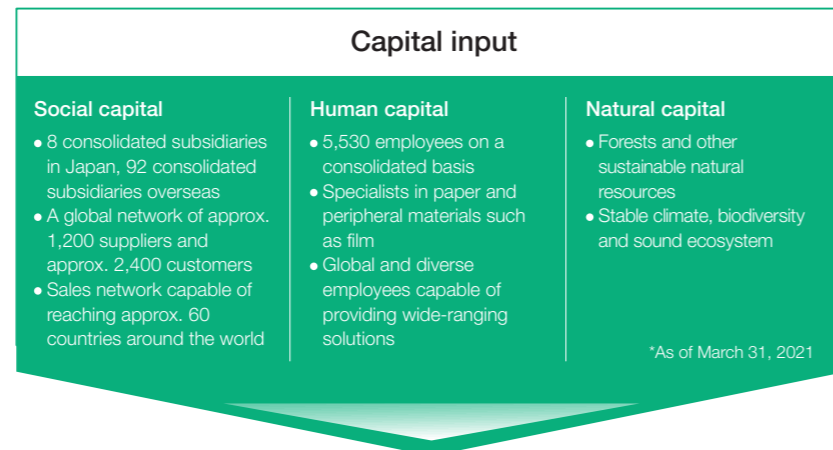 Capital input
Social capital
• 8 consolidated subsidiaries
in Japan, 92 consolidated
subsidiaries overseas
• A global network of approx.
1,200 suppliers and
approx. 2,400 customers
• Sales network capable of
reaching approx. 60
countries around the world
Human capital
• 5,530 employees on a
consolidated basis
• Specialists in paper and
peripheral materials such
as film
• Global and diverse
employees capable of
providing wide-ranging
solutions
Natural capital
• Forests and other
sustainable natural
resources
• Stable climate, biodiversity
and sound ecosystem
*As of March 31, 2021